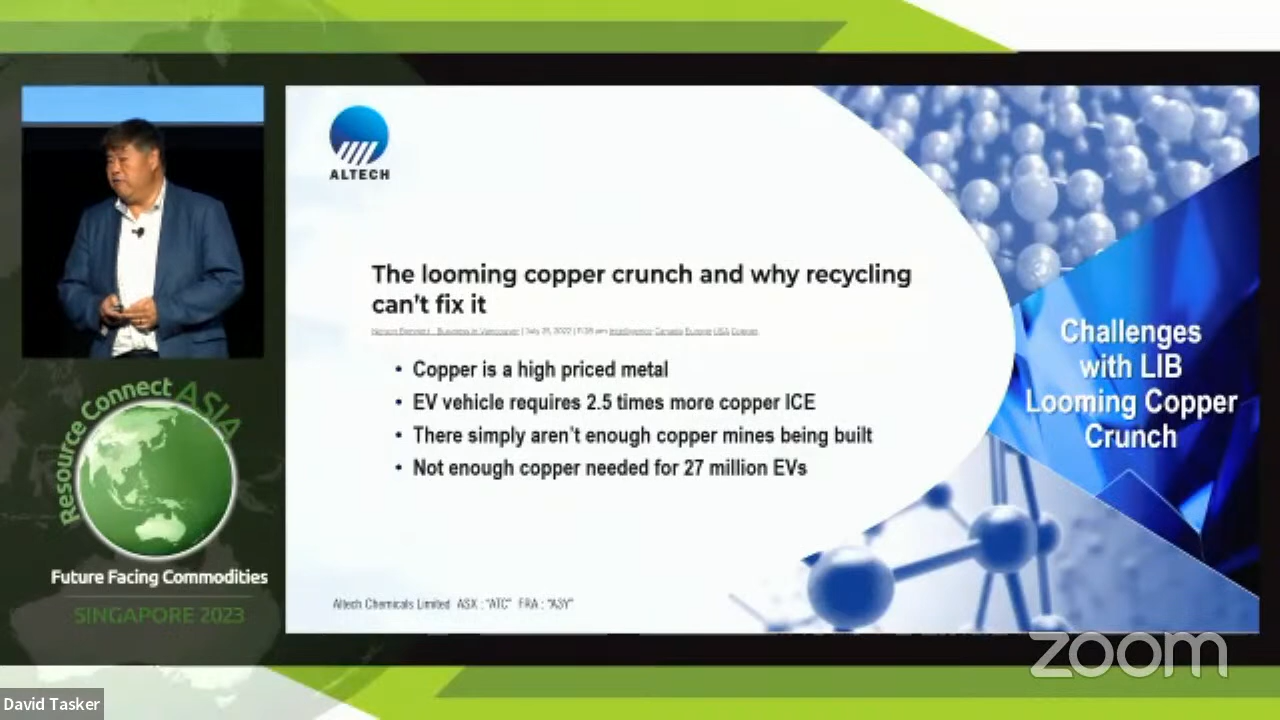 ALTECH
The looming copper crunch and why recycling
can't fix it
• Copper is a high priced metal
• EV vehicle requires 2.5 times more copper ICE
• There simply aren't enough copper mines being built
• Not enough copper needed for 27 million EVs
Challenges
with LIB
Looming Copper
Crunch
Altech Chemicals Limited ASX : "ATC" FRA : "A3Y"
Resource Connect ASIA
Future Facing Commodities
SINGAPORE 2023
zoom
David Tasker